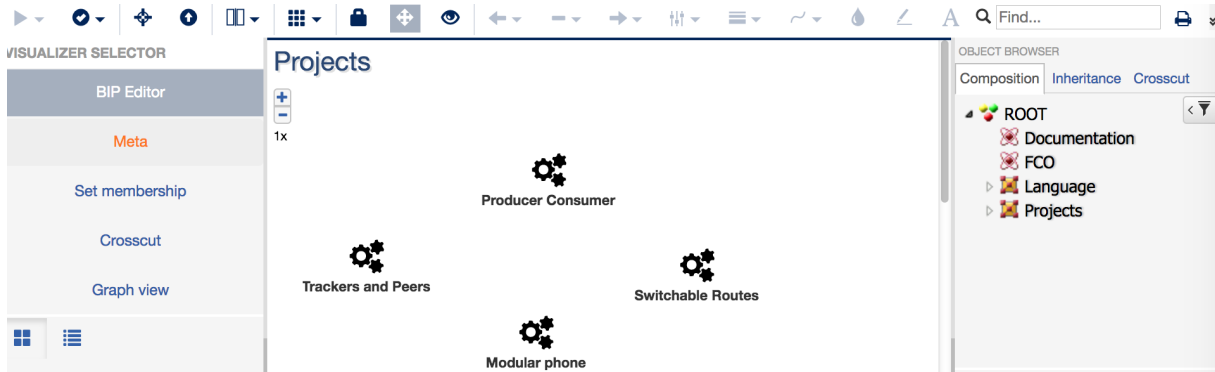 Find...
VISUALIZER SELECTOR
BIP Editor
Meta
Set membership
Crosscut
Graph view
Projects
1x
Producer Consumer
Trackers and Peers
Switchable Routes
Modular phone
OBJECT BROWSER
Composition Inheritance Crosscut
ROOT
Documentation
FCO
Language
Projects